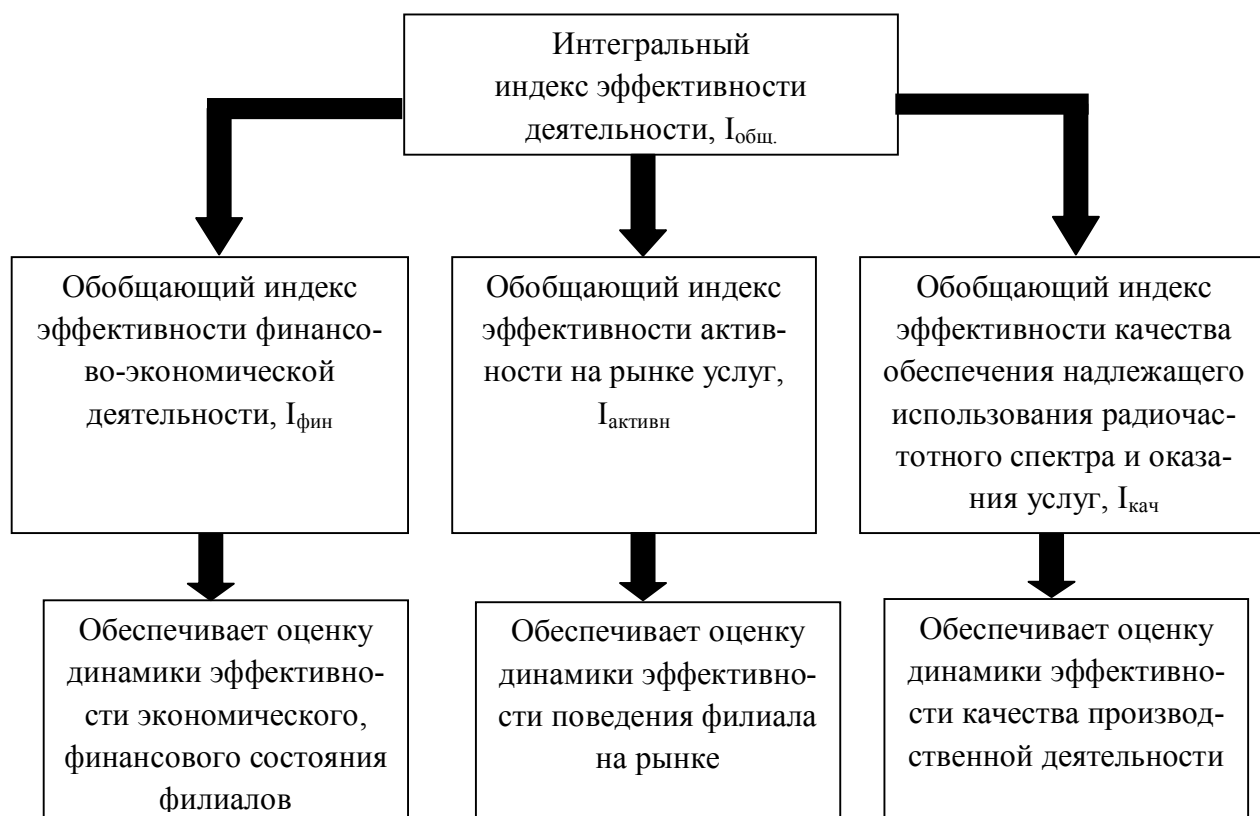 Интегральный
индекс эффективности
деятельности, Iобщ.
Обобщающий индекс
эффективности финансо-
во-экономической
деятельности, Iфин
Обобщающий индекс
эффективности актив-
ности на рынке услуг,
Iактивн
Обобщающий индекс
эффективности качества
обеспечения надлежащего
использования радиочас-
тотного спектра и оказа-
ния услуг, Iкач
Обеспечивает оценку
динамики эффективно-
сти экономического,
финансового состояния
филиалов
Обеспечивает оценку
динамики эффективно-
сти поведения филиала
на рынке
Обеспечивает оценку
динамики эффективно-
сти качества производ-
ственной деятельности